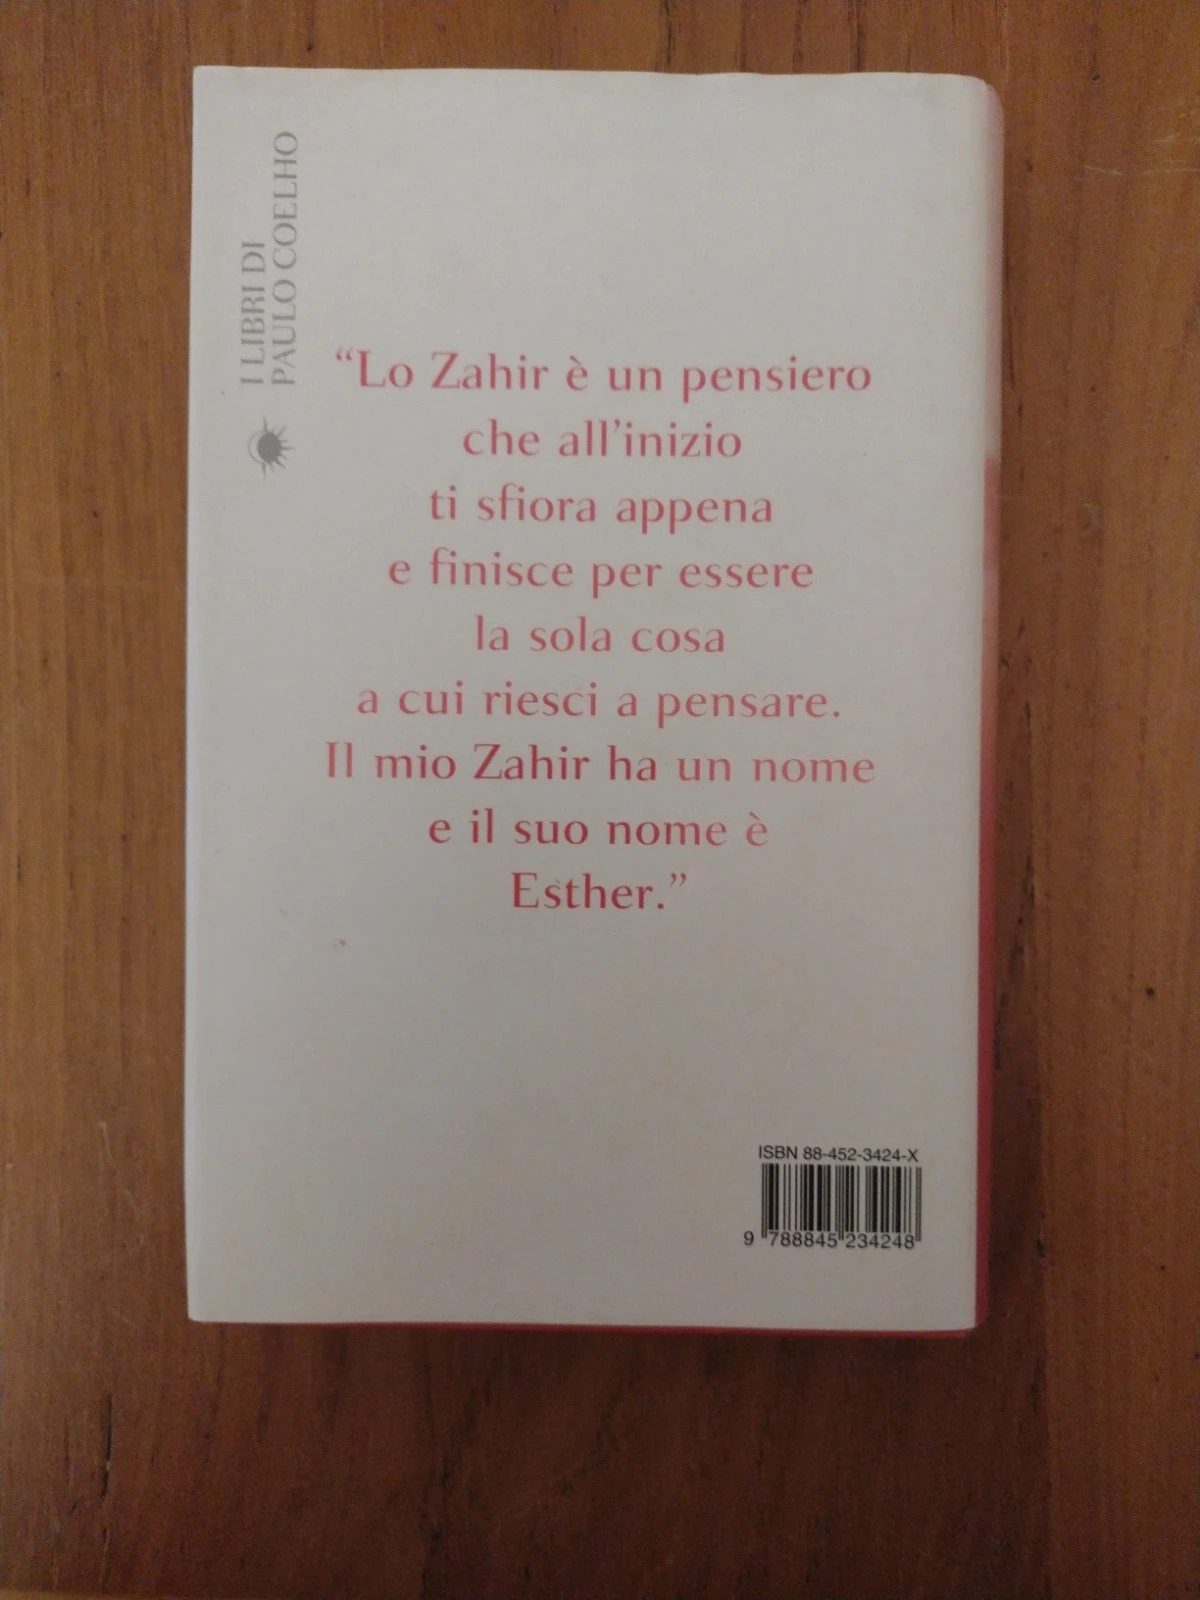 I LIBRI DI
PAULO COELHO
“Lo Zahir è un pensiero
che all’inizio
ti sfiora appena
e finisce per essere
la sola cosa
a cui riesci a pensare.
Il mio Zahir ha un nome
e il suo nome è
Esther.”
ISBN 88-452-3424-X
9 788845 234248